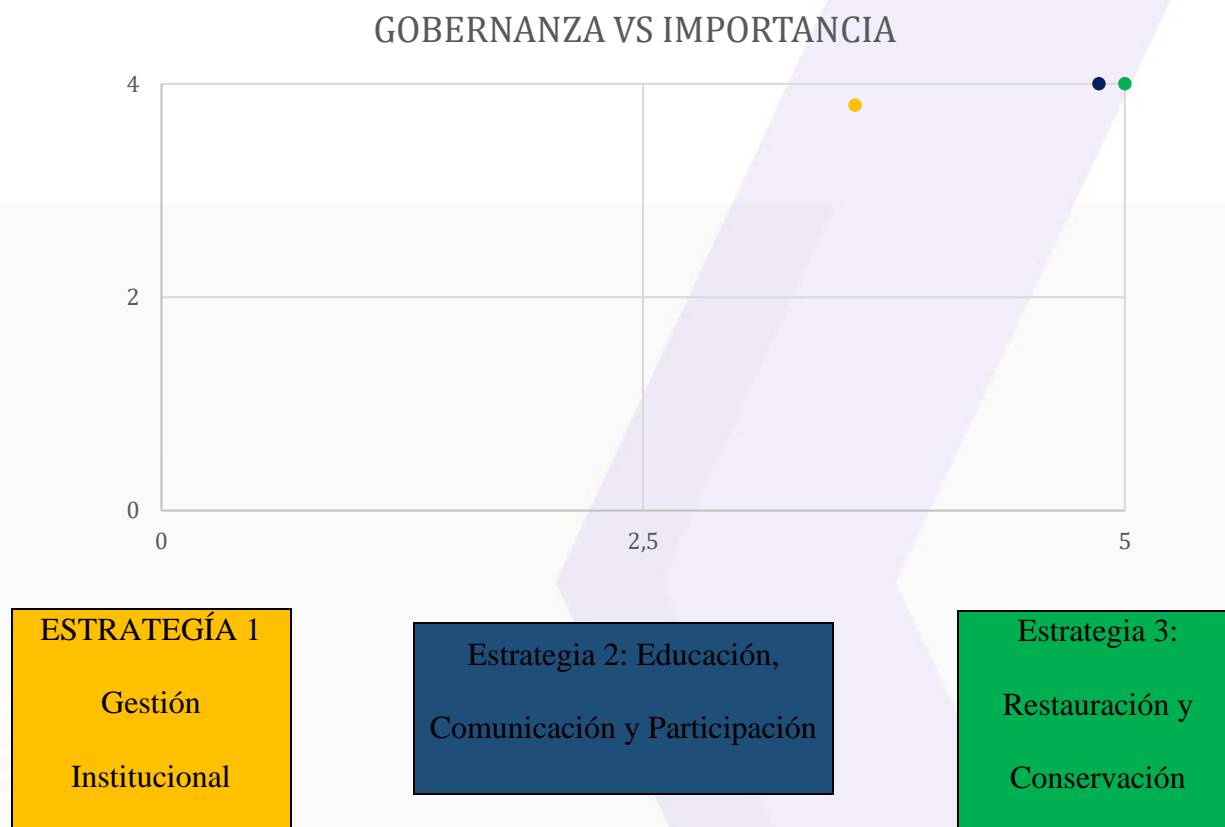 GOBERNANZA VS IMPORTANCIA
4
2
0
0
2,5
5
ESTRATEGÍA 1
Gestión
Institucional
Estrategia 2: Educación,
Comunicación y Participación
Estrategia 3:
Restauración y
Conservación